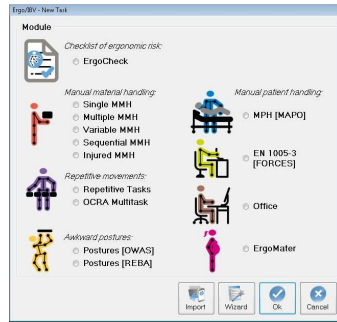 Ergo/IBV - New Task
Module
Checklist of ergonomic risk:
ErgoCheck
Manual material handling:
Single MMH
Multiple MMH
Variable MMH
Sequential MMH
Injured MMH
Repetitive movements:
Repetitive Tasks
OCRA Multitask
Awkward postures:
Postures [OWAS]
Postures [REBA]
Manual patient handling:
MPH [MAPO]
EN 1005-3
[FORCES]
Office
ErgoMater
Import
Wizard
Ok
Cancel